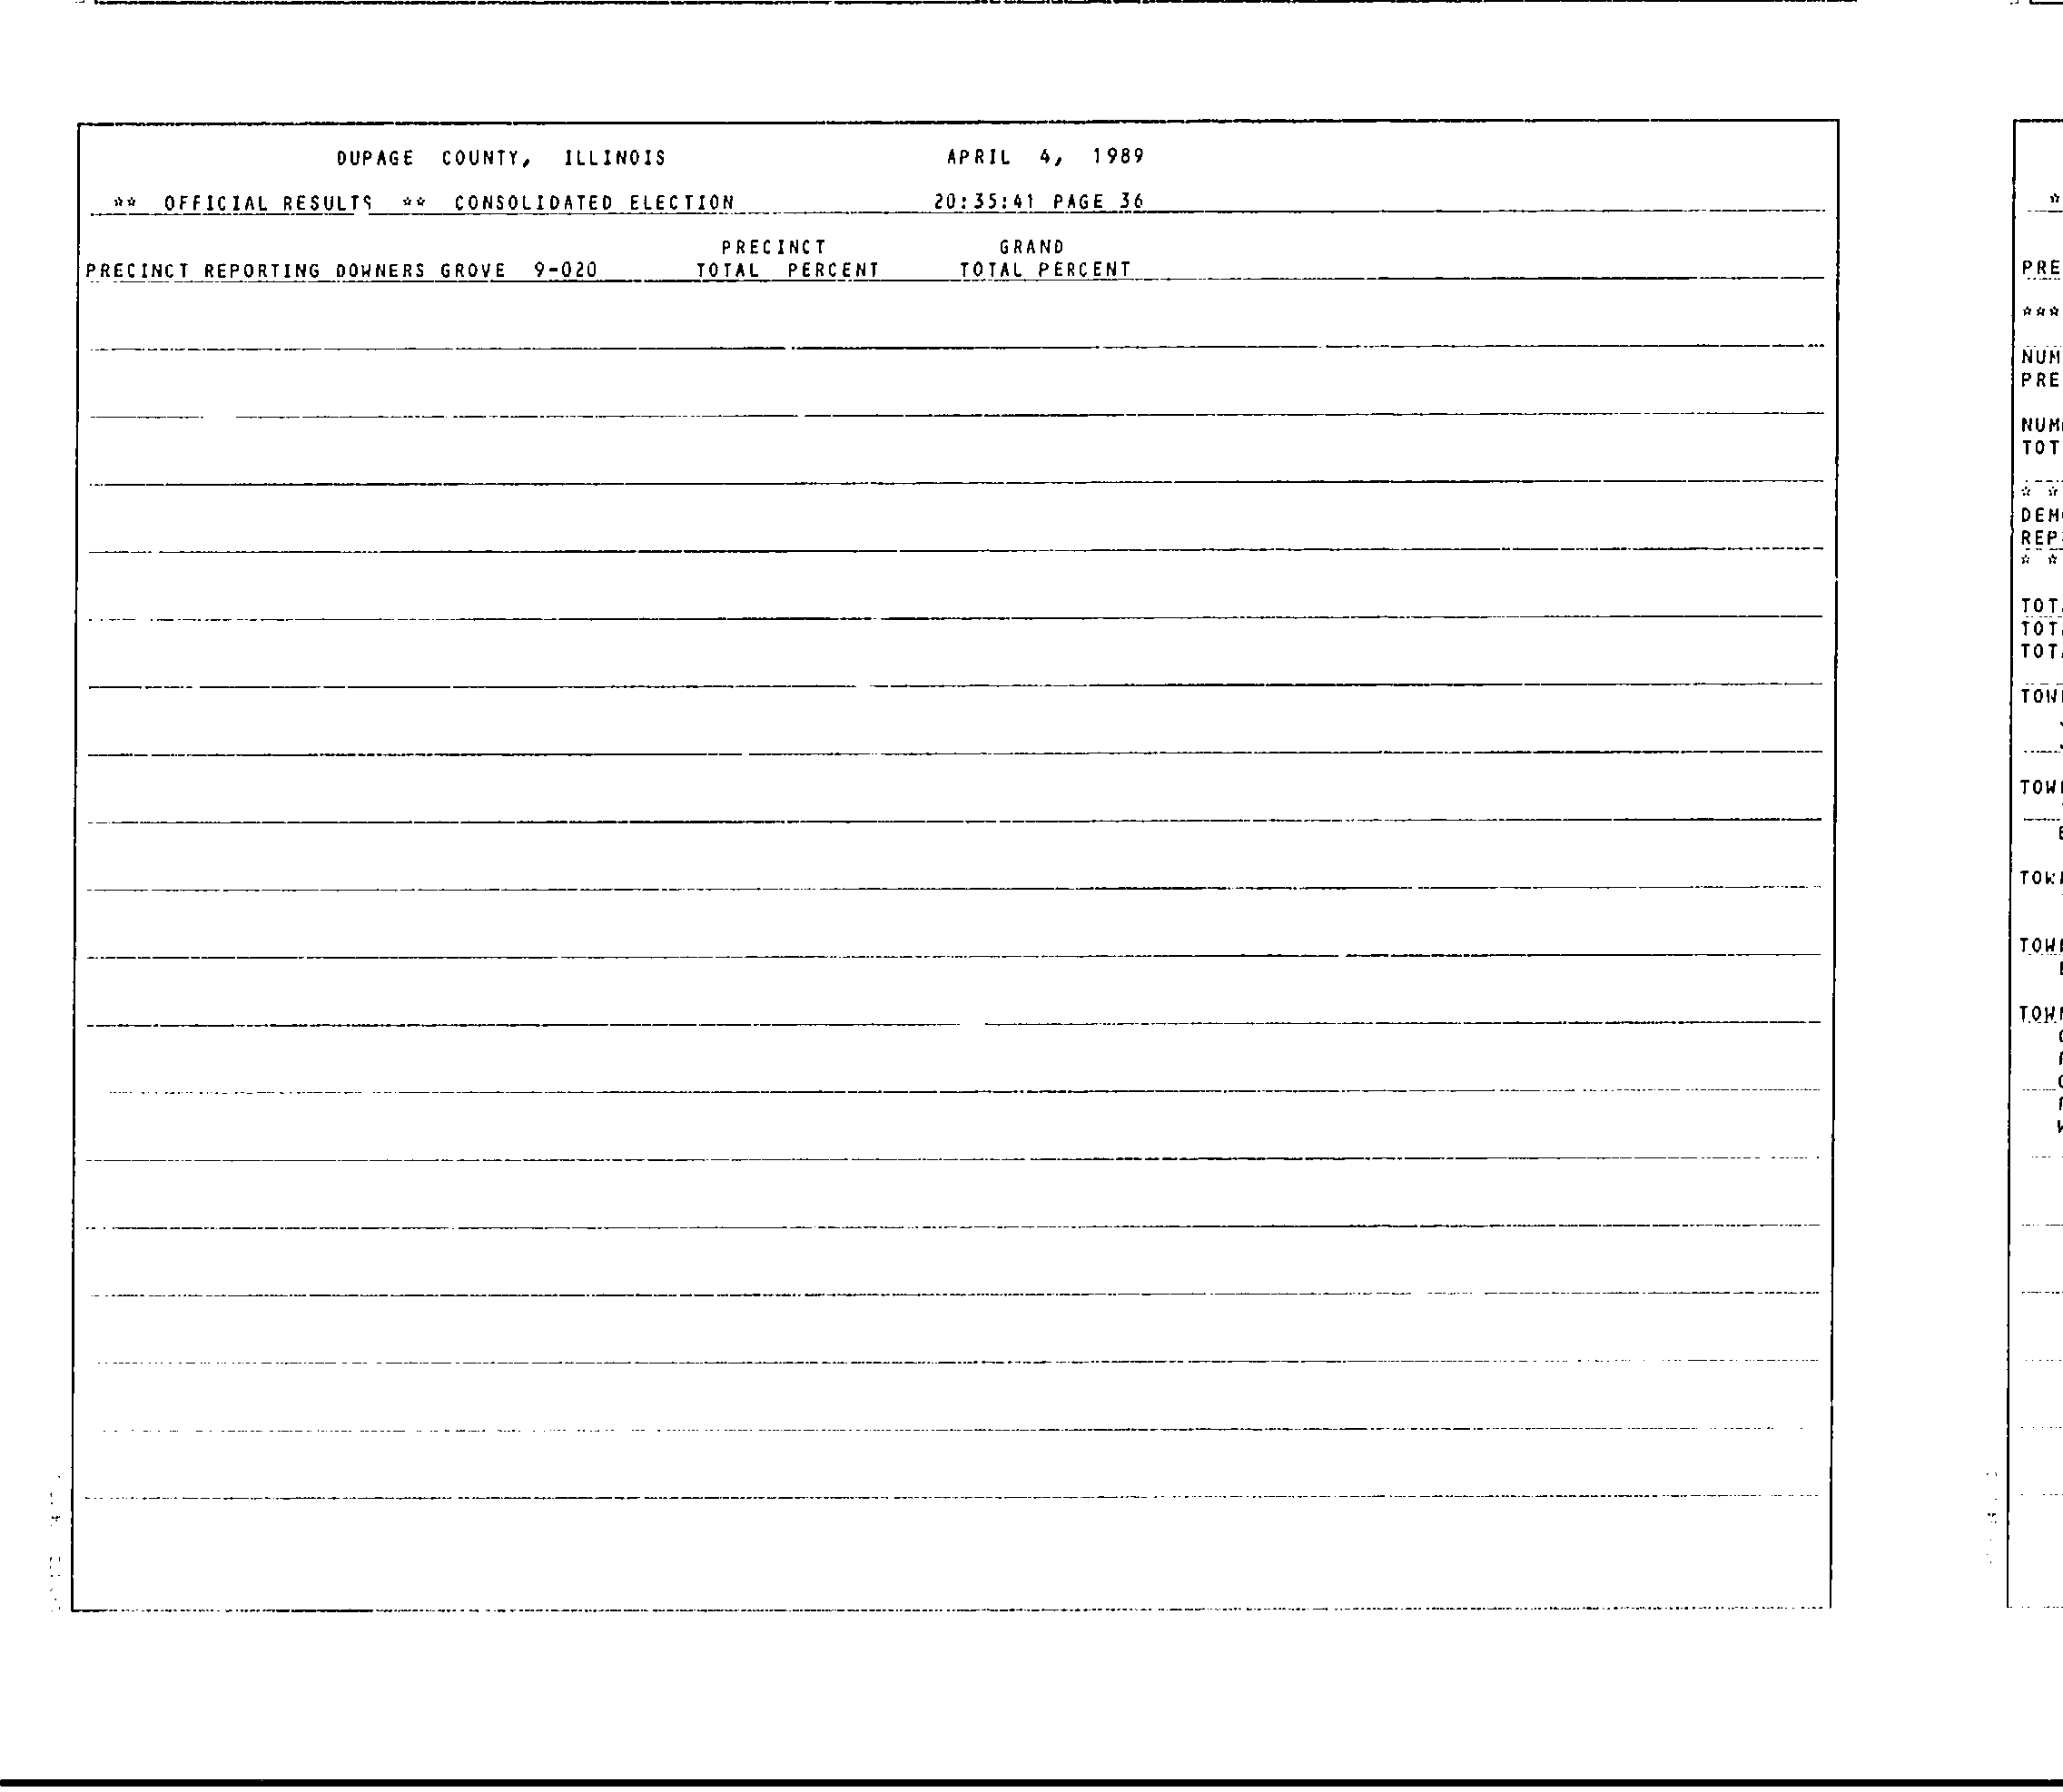 DUPAGE COUNTY, ILLINOIS APRIL 4, 1989
** OFFICIAL RESULTS ** CONSOLIDATED ELECTION 20:35:41 PAGE 36
PRECINCT GRAND
PRECINCT REPORTING DOWNERS GROVE 9-020 TOTAL PERCENT TOTAL PERCENT
*
PRE
***
NUM
PRE
NUM
TOT
* *
DEM
REP
* *
TOT
TOT
TOT
TOW
TOW
TOW
TOW
TOW